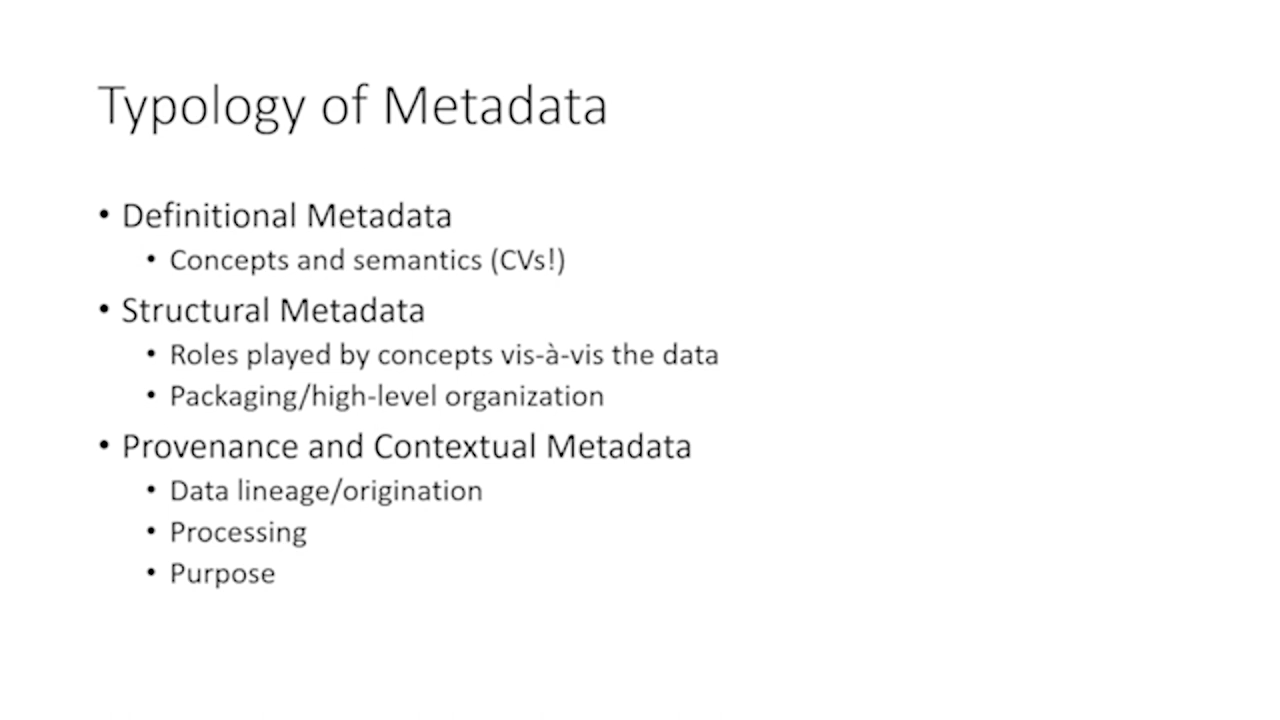 Typology of Metadata
• Definitional Metadata
• Concepts and semantics (CVs!)
• Structural Metadata
• Roles played by concepts vis-à-vis the data
• Packaging/high-level organization
• Provenance and Contextual Metadata
• Data lineage/origination
• Processing
• Purpose